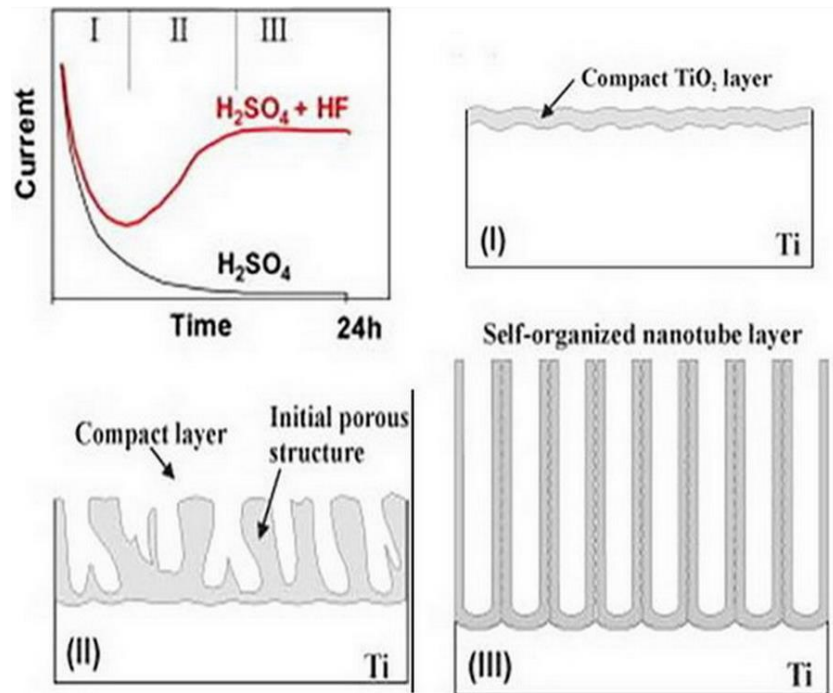 I II III
H₂SO₄ + HF
H₂SO₄
Current
Time 24h
Compact TiO₂ layer
(I) Ti
Compact layer
Initial porous
structure
(II) Ti
Self-organized nanotube layer
(III) Ti